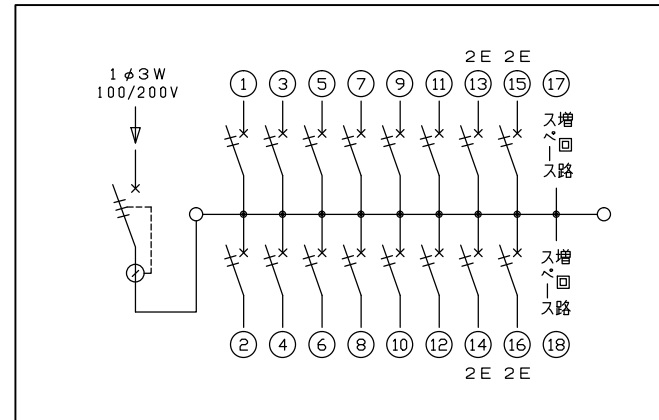 2E 2E
1φ3W
100/200V
① ③ ⑤ ⑦ ⑨ ⑪ ⑬ ⑮ ⑰
増回路
スペース
増回路
スペース
② ④ ⑥ ⑧ ⑩ ⑫ ⑭ ⑯ ⑱
2E 2E